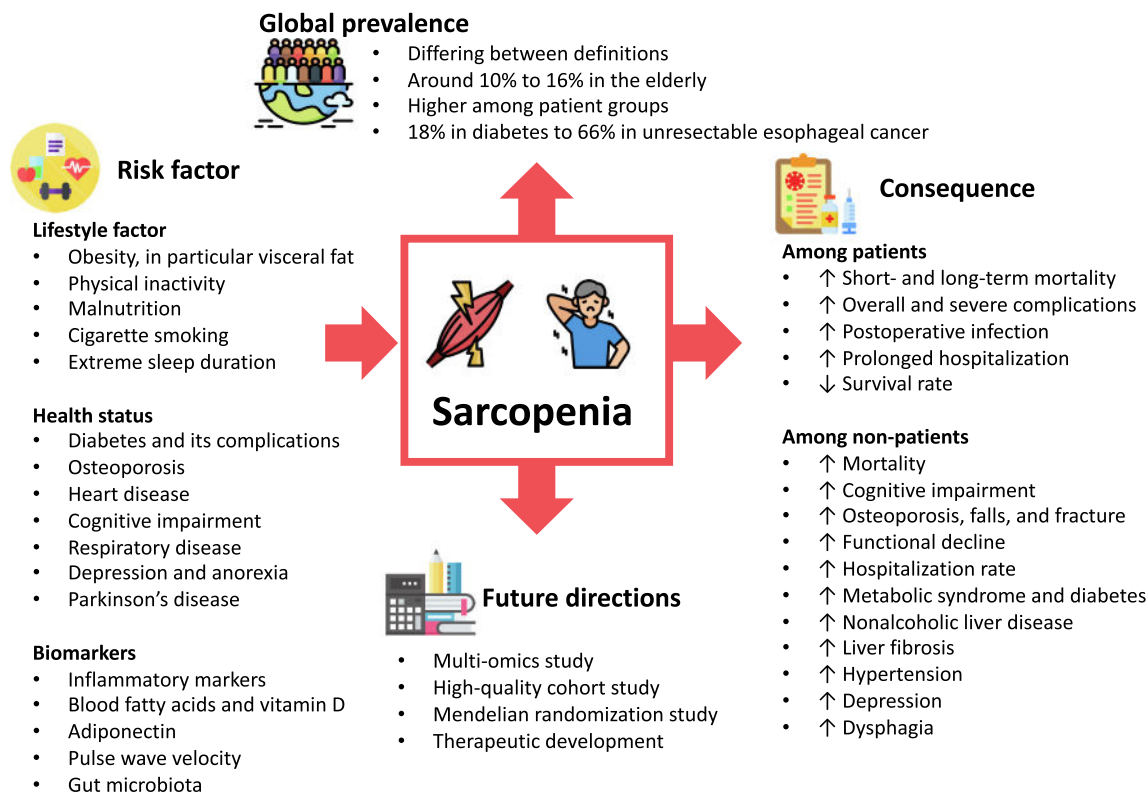 Global prevalence
• Differing between definitions
• Around 10% to 16% in the elderly
• Higher among patient groups
• 18% in diabetes to 66% in unresectable esophageal cancer
Risk factor
Lifestyle factor
• Obesity, in particular visceral fat
• Physical inactivity
• Malnutrition
• Cigarette smoking
• Extreme sleep duration
Health status
• Diabetes and its complications
• Osteoporosis
• Heart disease
• Cognitive impairment
• Respiratory disease
• Depression and anorexia
• Parkinson’s disease
Biomarkers
• Inflammatory markers
• Blood fatty acids and vitamin D
• Adiponectin
• Pulse wave velocity
• Gut microbiota
Sarcopenia
Future directions
• Multi-omics study
• High-quality cohort study
• Mendelian randomization study
• Therapeutic development
Consequence
Among patients
• ↑ Short- and long-term mortality
• ↑ Overall and severe complications
• ↑ Postoperative infection
• ↑ Prolonged hospitalization
• ↓ Survival rate
Among non-patients
• ↑ Mortality
• ↑ Cognitive impairment
• ↑ Osteoporosis, falls, and fracture
• ↑ Functional decline
• ↑ Hospitalization rate
• ↑ Metabolic syndrome and diabetes
• ↑ Nonalcoholic liver disease
• ↑ Liver fibrosis
• ↑ Hypertension
• ↑ Depression
• ↑ Dysphagia